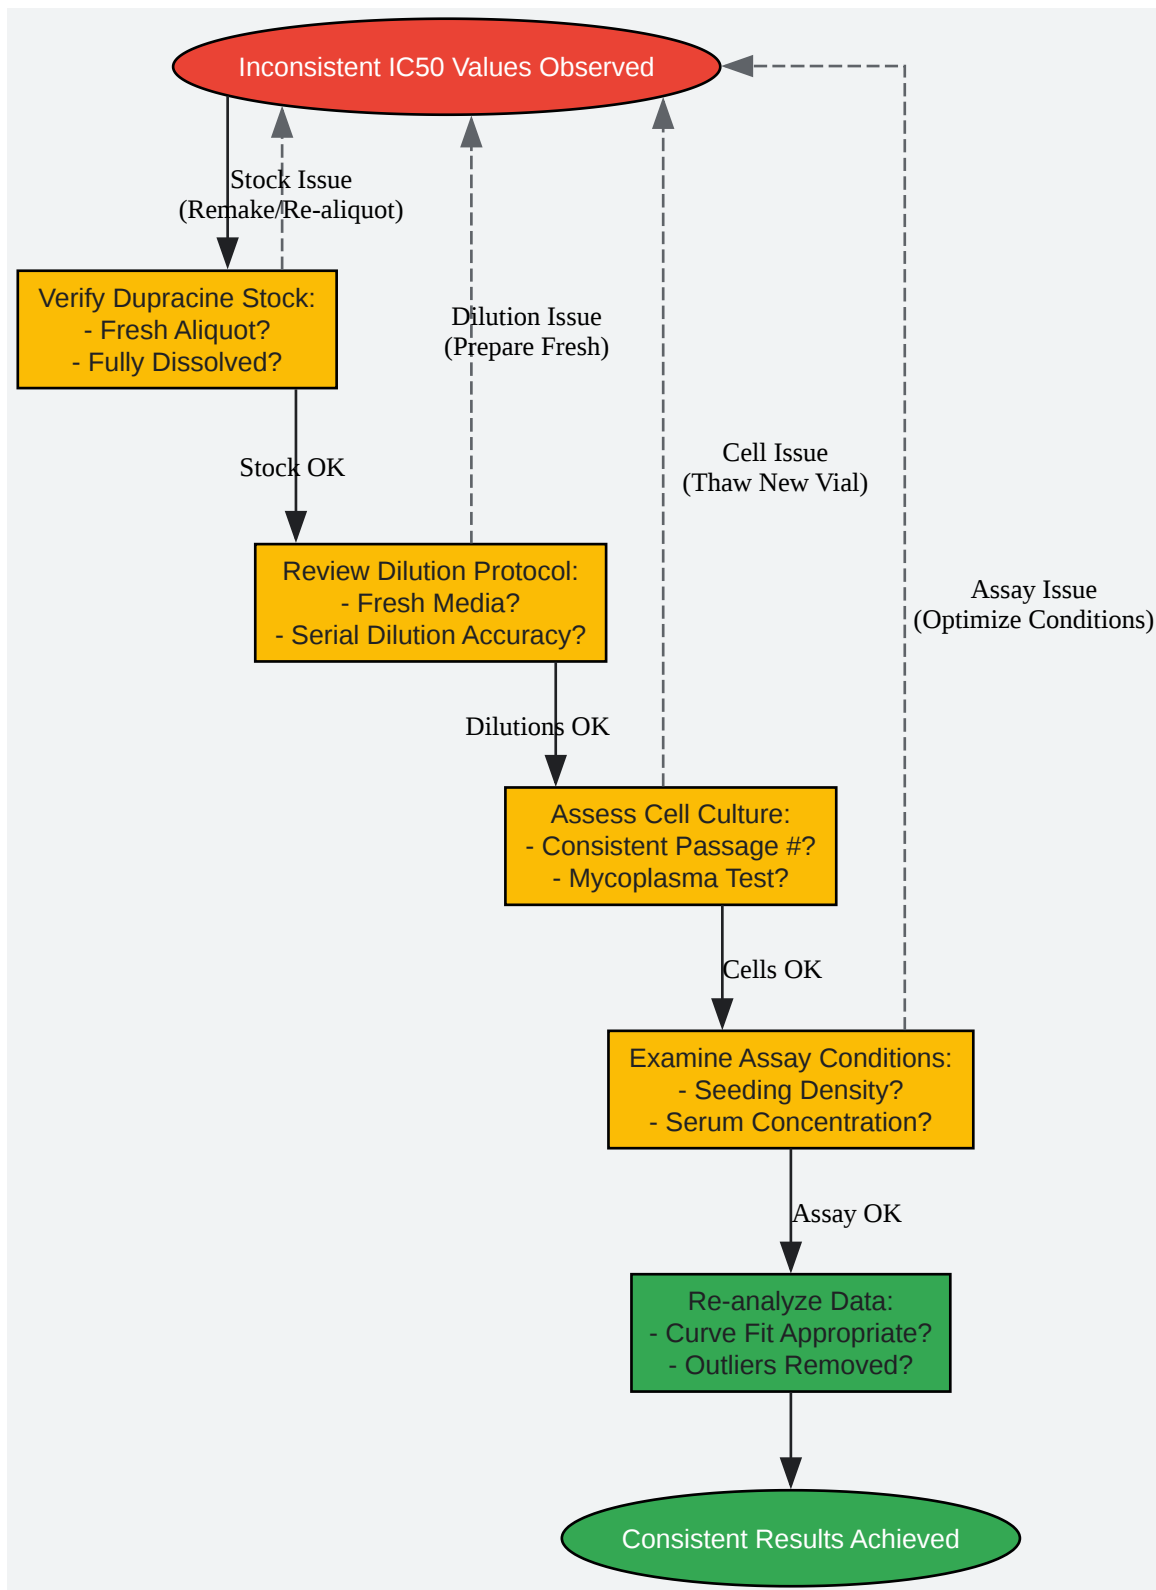 Inconsistent IC50 Values Observed
Stock Issue
(Remake/Re-aliquot)
Verify Dupracine Stock:
- Fresh Aliquot?
- Fully Dissolved?
Dilution Issue
(Prepare Fresh)
Stock OK
Cell Issue
(Thaw New Vial)
Review Dilution Protocol:
- Fresh Media?
- Serial Dilution Accuracy?
Assay Issue
(Optimize Conditions)
Dilutions OK
Assess Cell Culture:
- Consistent Passage #?
- Mycoplasma Test?
Cells OK
Examine Assay Conditions:
- Seeding Density?
- Serum Concentration?
Assay OK
Re-analyze Data:
- Curve Fit Appropriate?
- Outliers Removed?
Consistent Results Achieved